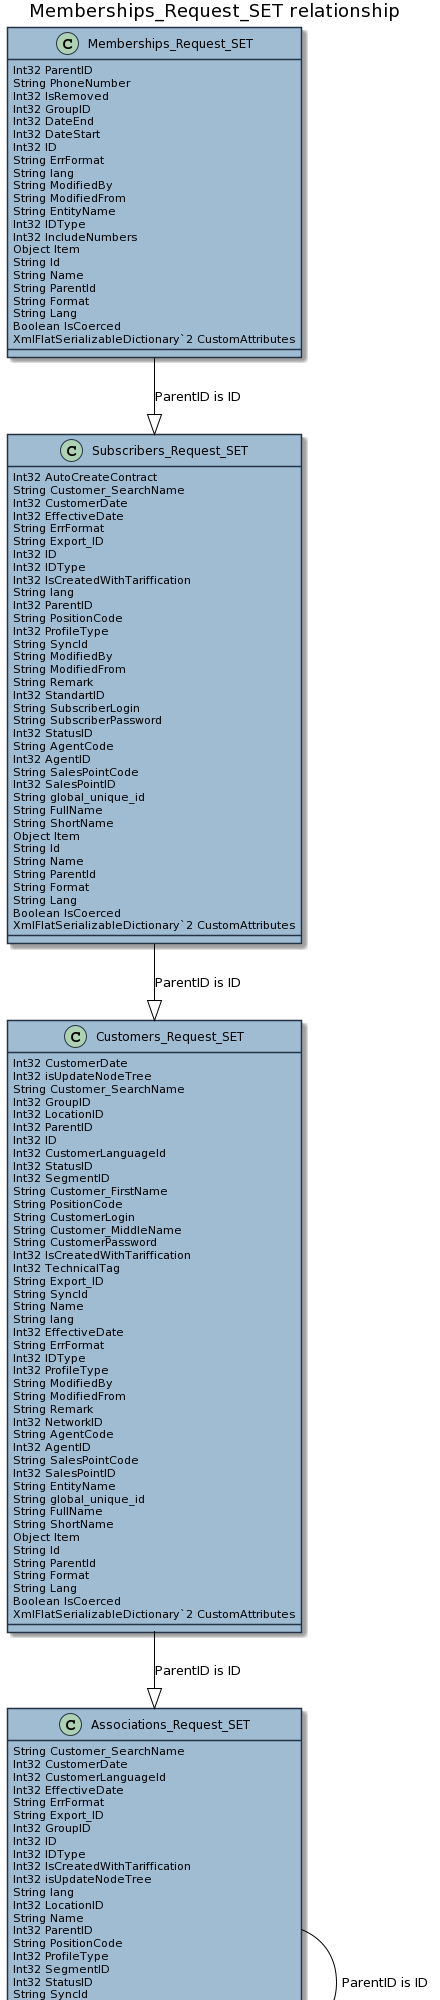 Memberships_Request_SET relationship
C Memberships_Request_SET
Int32 ParentID
String PhoneNumber
Int32 IsRemoved
Int32 GroupID
Int32 DateEnd
Int32 DateStart
Int32 ID
String ErrFormat
String lang
String ModifiedBy
String ModifiedFrom
String EntityName
Int32 IDType
Int32 IncludeNumbers
Object Item
String Id
String Name
String ParentId
String Format
String Lang
Boolean IsCoerced
XmlFlatSerializableDictionary`2 CustomAttributes
ParentID is ID
C Subscribers_Request_SET
Int32 AutoCreateContract
String Customer_SearchName
Int32 CustomerDate
Int32 EffectiveDate
String ErrFormat
String Export_ID
Int32 ID
Int32 IDType
Int32 IsCreatedWithTariffication
String lang
Int32 ParentID
String PositionCode
Int32 ProfileType
String SyncId
String ModifiedBy
String ModifiedFrom
String Remark
Int32 StandartID
String SubscriberLogin
String SubscriberPassword
Int32 StatusID
String AgentCode
Int32 AgentID
String SalesPointCode
Int32 SalesPointID
String global_unique_id
String FullName
String ShortName
Object Item
String Id
String Name
String ParentId
String Format
String Lang
Boolean IsCoerced
XmlFlatSerializableDictionary`2 CustomAttributes
ParentID is ID
C Customers_Request_SET
Int32 CustomerDate
Int32 isUpdateNodeTree
String Customer_SearchName
Int32 GroupID
Int32 LocationID
Int32 ParentID
Int32 ID
Int32 CustomerLanguageId
Int32 StatusID
Int32 SegmentID
String Customer_FirstName
String PositionCode
String CustomerLogin
String Customer_MiddleName
String CustomerPassword
Int32 IsCreatedWithTariffication
Int32 TechnicalTag
String Export_ID
String SyncId
String Name
String lang
Int32 EffectiveDate
String ErrFormat
Int32 IDType
Int32 ProfileType
String ModifiedBy
String ModifiedFrom
String Remark
Int32 NetworkID
String AgentCode
Int32 AgentID
String SalesPointCode
Int32 SalesPointID
String EntityName
String global_unique_id
String FullName
String ShortName
Object Item
String Id
String ParentId
String Format
String Lang
Boolean IsCoerced
XmlFlatSerializableDictionary`2 CustomAttributes
ParentID is ID
C Associations_Request_SET
String Customer_SearchName
Int32 CustomerDate
Int32 CustomerLanguageId
Int32 EffectiveDate
String ErrFormat
String Export_ID
Int32 GroupID
Int32 ID
Int32 IDType
Int32 IsCreatedWithTariffication
Int32 isUpdateNodeTree
String lang
Int32 LocationID
String Name
Int32 ParentID
String PositionCode
Int32 ProfileType
Int32 SegmentID
Int32 StatusID
String SyncId
ParentID is ID